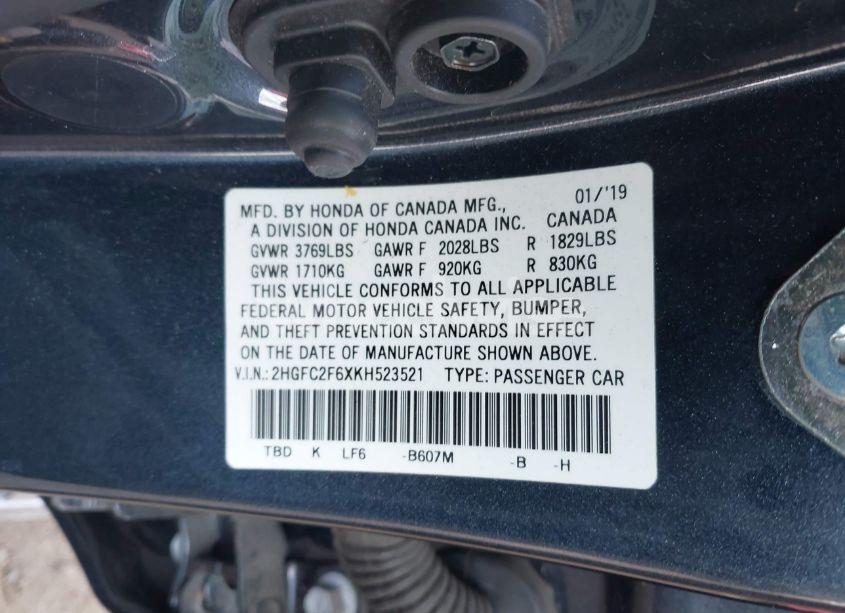 01/'19
MFD. BY HONDA OF CANADA MFG.,
A DIVISION OF HONDA CANADA INC. CANADA
GVWR 3769LBS GAWR F 2028LBS R 1829LBS
GVWR 1710KG GAWR F 920KG R 830KG
THIS VEHICLE CONFORMS TO ALL APPLICABLE
FEDERAL MOTOR VEHICLE SAFETY, BUMPER,
AND THEFT PREVENTION STANDARDS IN EFFECT
ON THE DATE OF MANUFACTURE SHOWN ABOVE.
V.I.N.: 2HGFC2F6XKH523521 TYPE: PASSENGER CAR
TBD K LF6 -B607M -B -H